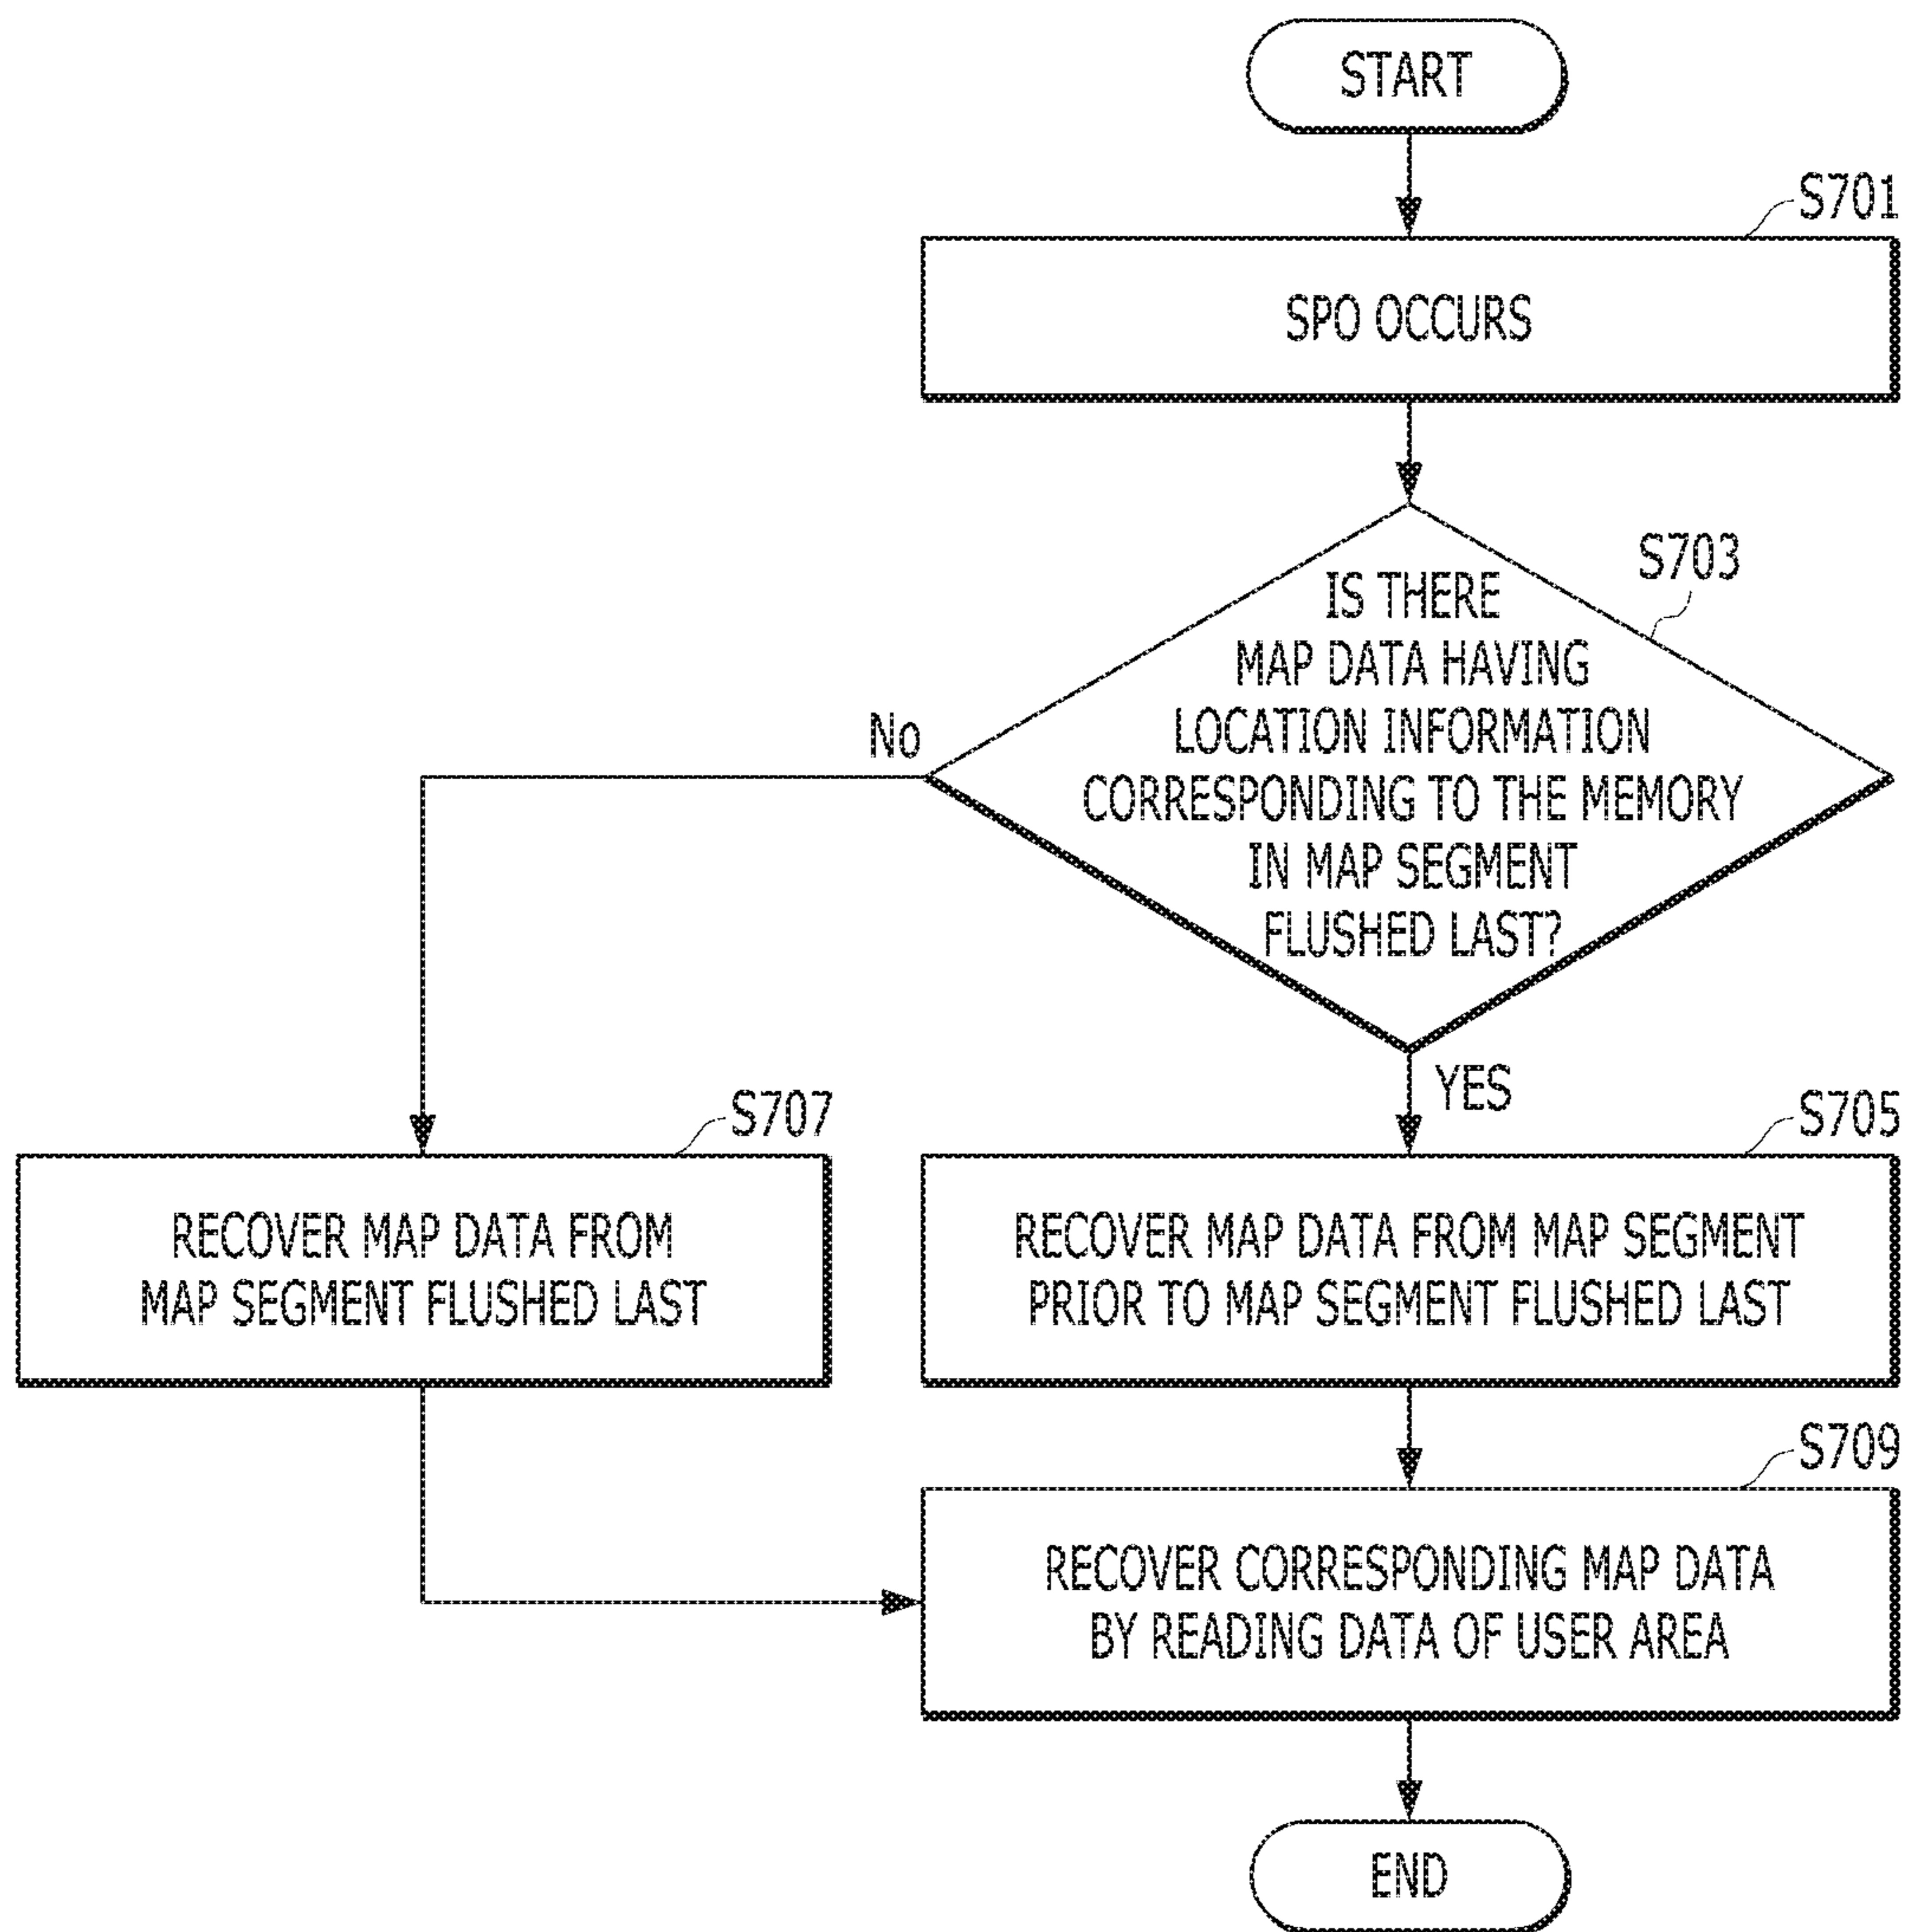 START
S701
SPO OCCURS
S703
IS THERE
MAP DATA HAVING
LOCATION INFORMATION
CORRESPONDING TO THE MEMORY
IN MAP SEGMENT
FLUSHED LAST?
No
YES
S707
RECOVER MAP DATA FROM
MAP SEGMENT FLUSHED LAST
S705
RECOVER MAP DATA FROM MAP SEGMENT
PRIOR TO MAP SEGMENT FLUSHED LAST
S709
RECOVER CORRESPONDING MAP DATA
BY READING DATA OF USER AREA
END